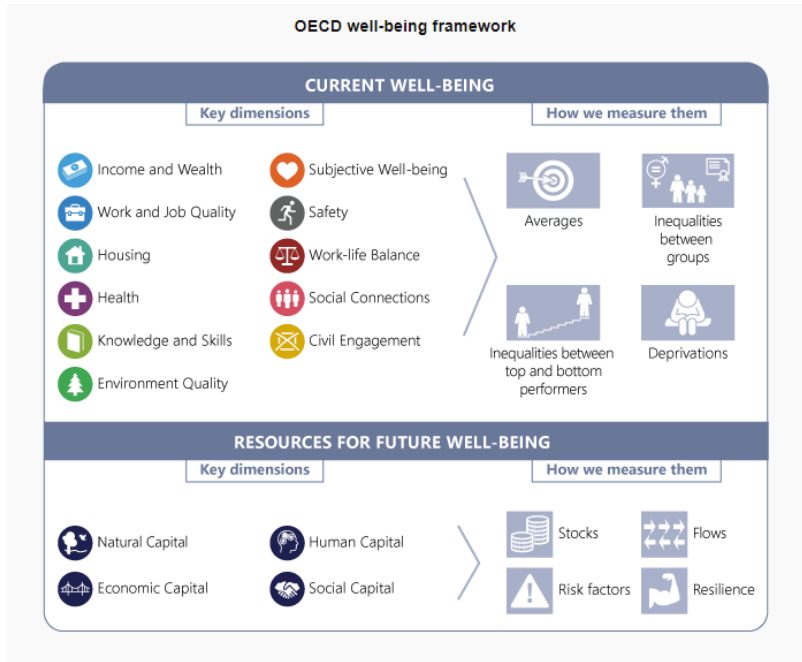 OECD well-being framework
CURRENT WELL-BEING
Key dimensions
How we measure them
Income and Wealth
Subjective Well-being
Work and Job Quality
Safety
Housing
Work-life Balance
Health
Social Connections
Knowledge and Skills
Civil Engagement
Environment Quality
Averages
Inequalities
between
groups
Inequalities between
top and bottom
performers
Deprivations
RESOURCES FOR FUTURE WELL-BEING
Key dimensions
How we measure them
Natural Capital
Human Capital
Economic Capital
Social Capital
Stocks
Flows
Risk factors
Resilience